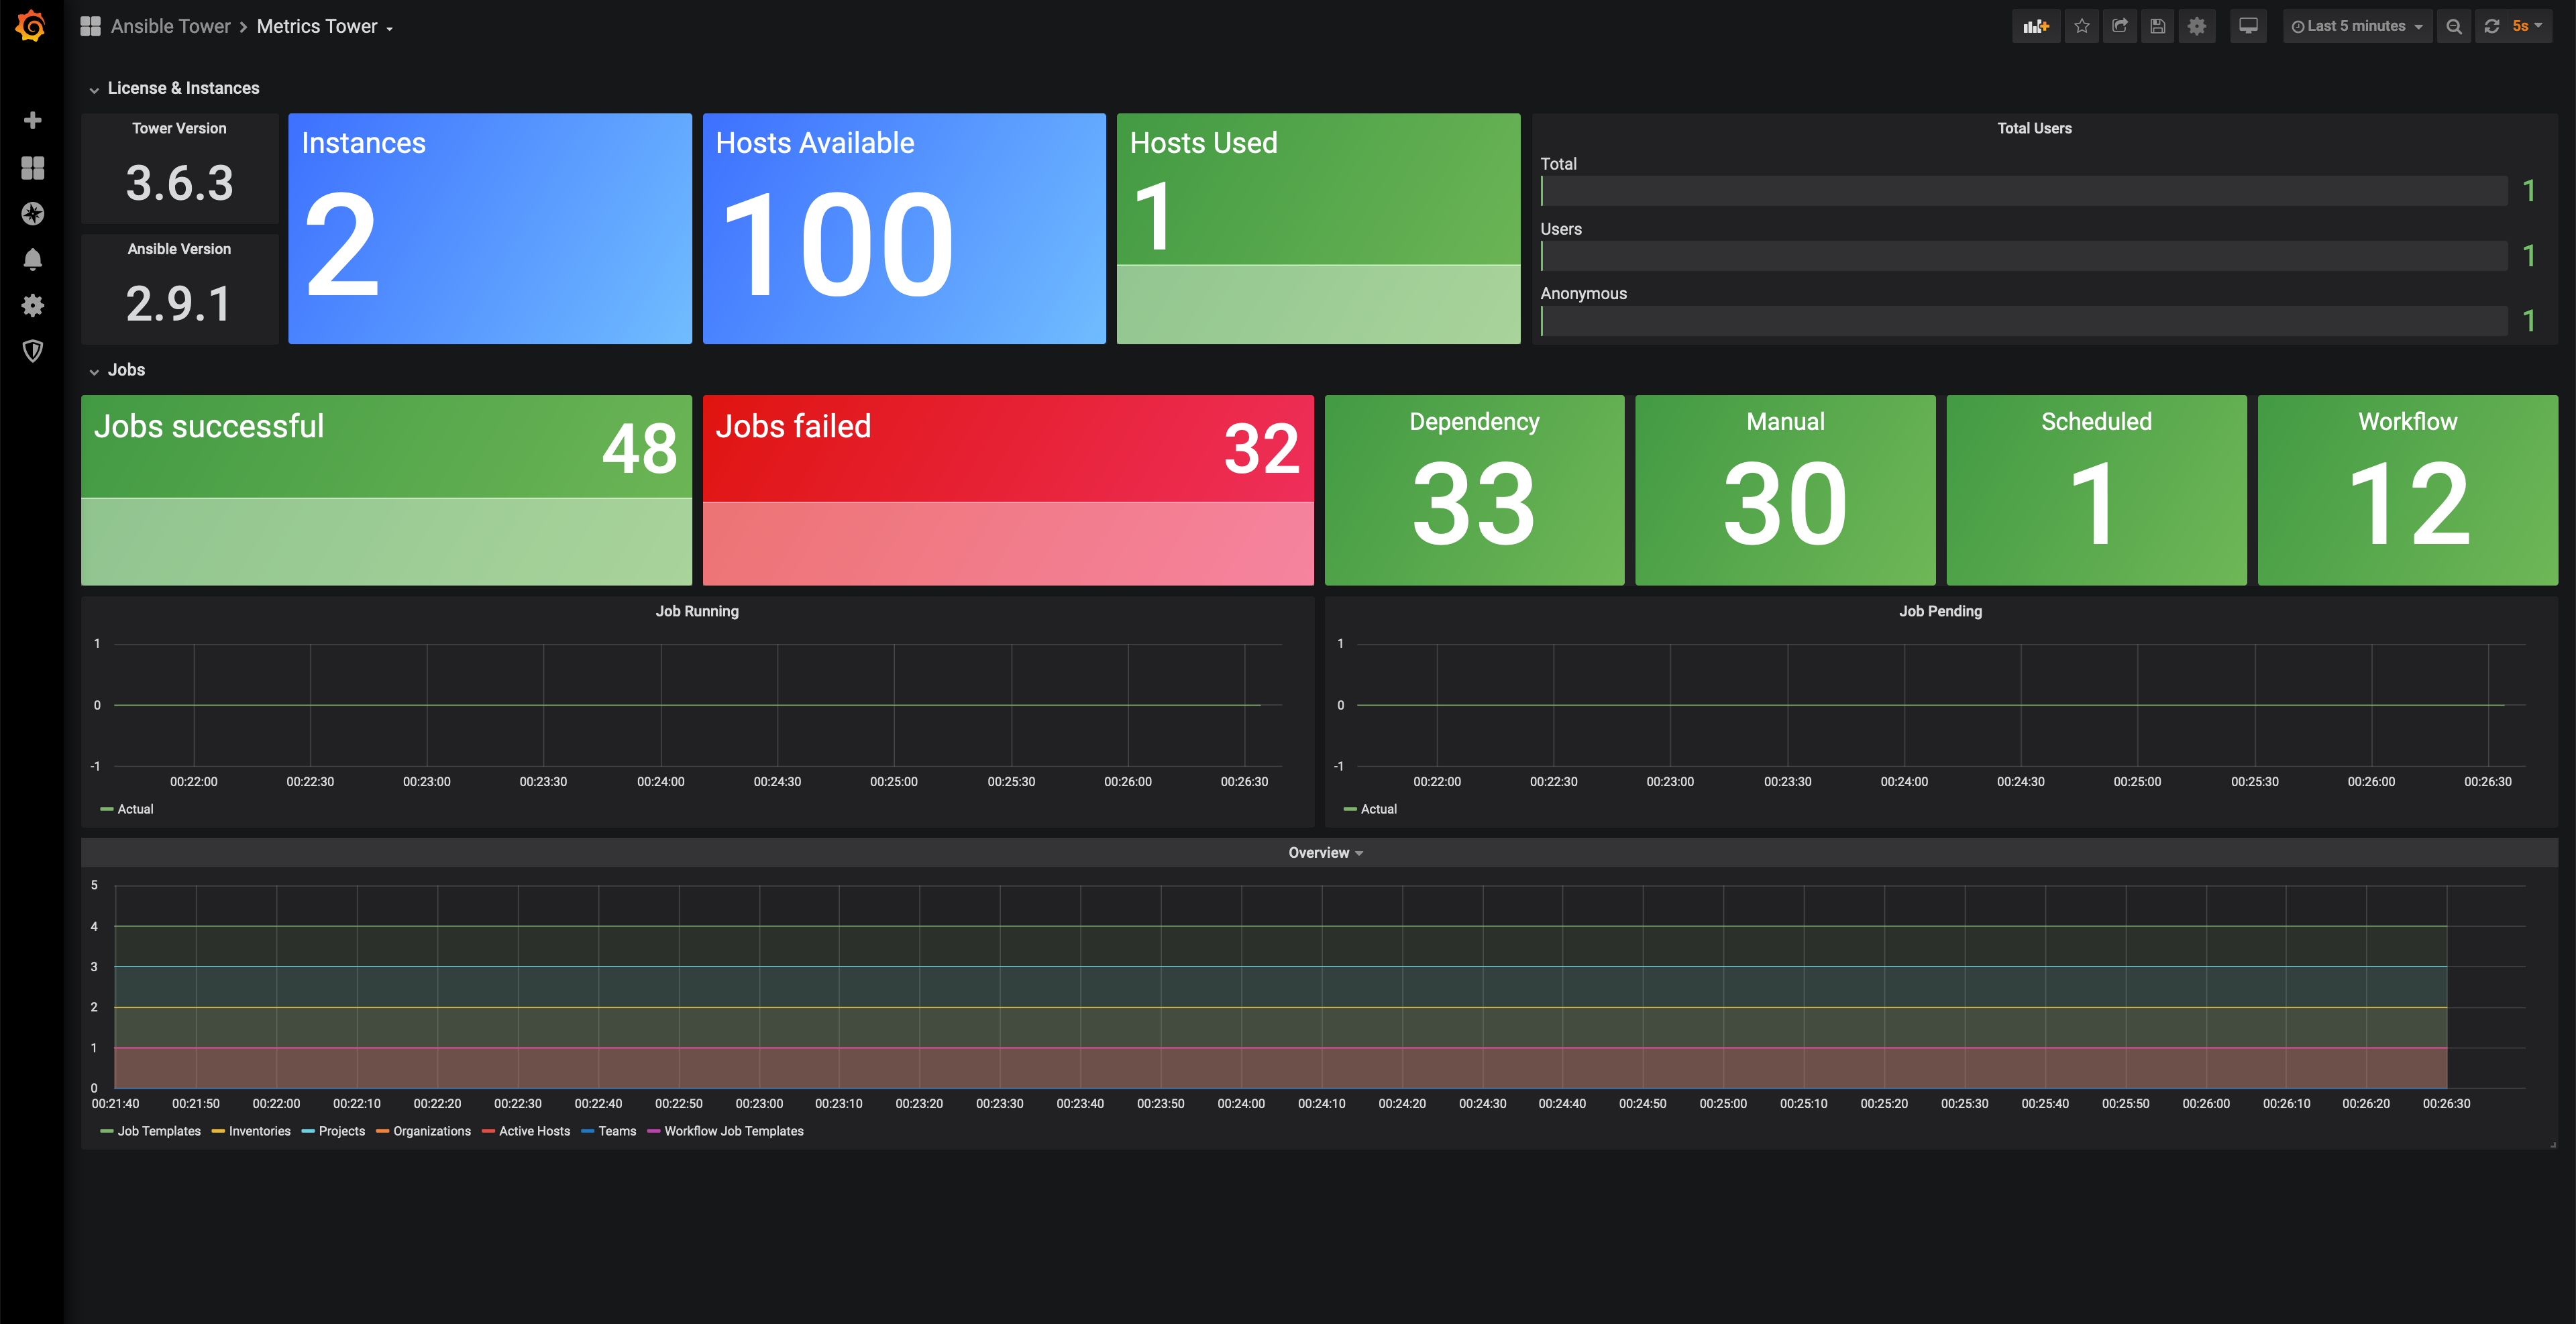 Ansible Tower > Metrics Tower
Last 5 minutes
5s
License & Instances
Tower Version
3.6.3
Ansible Version
2.9.1
Instances
2
Hosts Available
100
Hosts Used
1
Total Users
Total
1
Users
1
Anonymous
1
Jobs
Jobs successful
48
Jobs failed
32
Dependency
33
Manual
30
Scheduled
1
Workflow
12
Job Running
1
0
-1
00:22:00 00:22:30 00:23:00 00:23:30 00:24:00 00:24:30 00:25:00 00:25:30 00:26:00 00:26:30
Actual
Job Pending
1
0
-1
00:22:00 00:22:30 00:23:00 00:23:30 00:24:00 00:24:30 00:25:00 00:25:30 00:26:00 00:26:30
Actual
Overview
5
4
3
2
1
0
00:21:40 00:21:50 00:22:00 00:22:10 00:22:20 00:22:30 00:22:40 00:22:50 00:23:00 00:23:10 00:23:20 00:23:30 00:23:40 00:23:50 00:24:00 00:24:10 00:24:20 00:24:30 00:24:40 00:24:50 00:25:00 00:25:10 00:25:20 00:25:30 00:25:40 00:25:50 00:26:00 00:26:10 00:26:20 00:26:30
Job Templates Inventories Projects Organizations Active Hosts Teams Workflow Job Templates